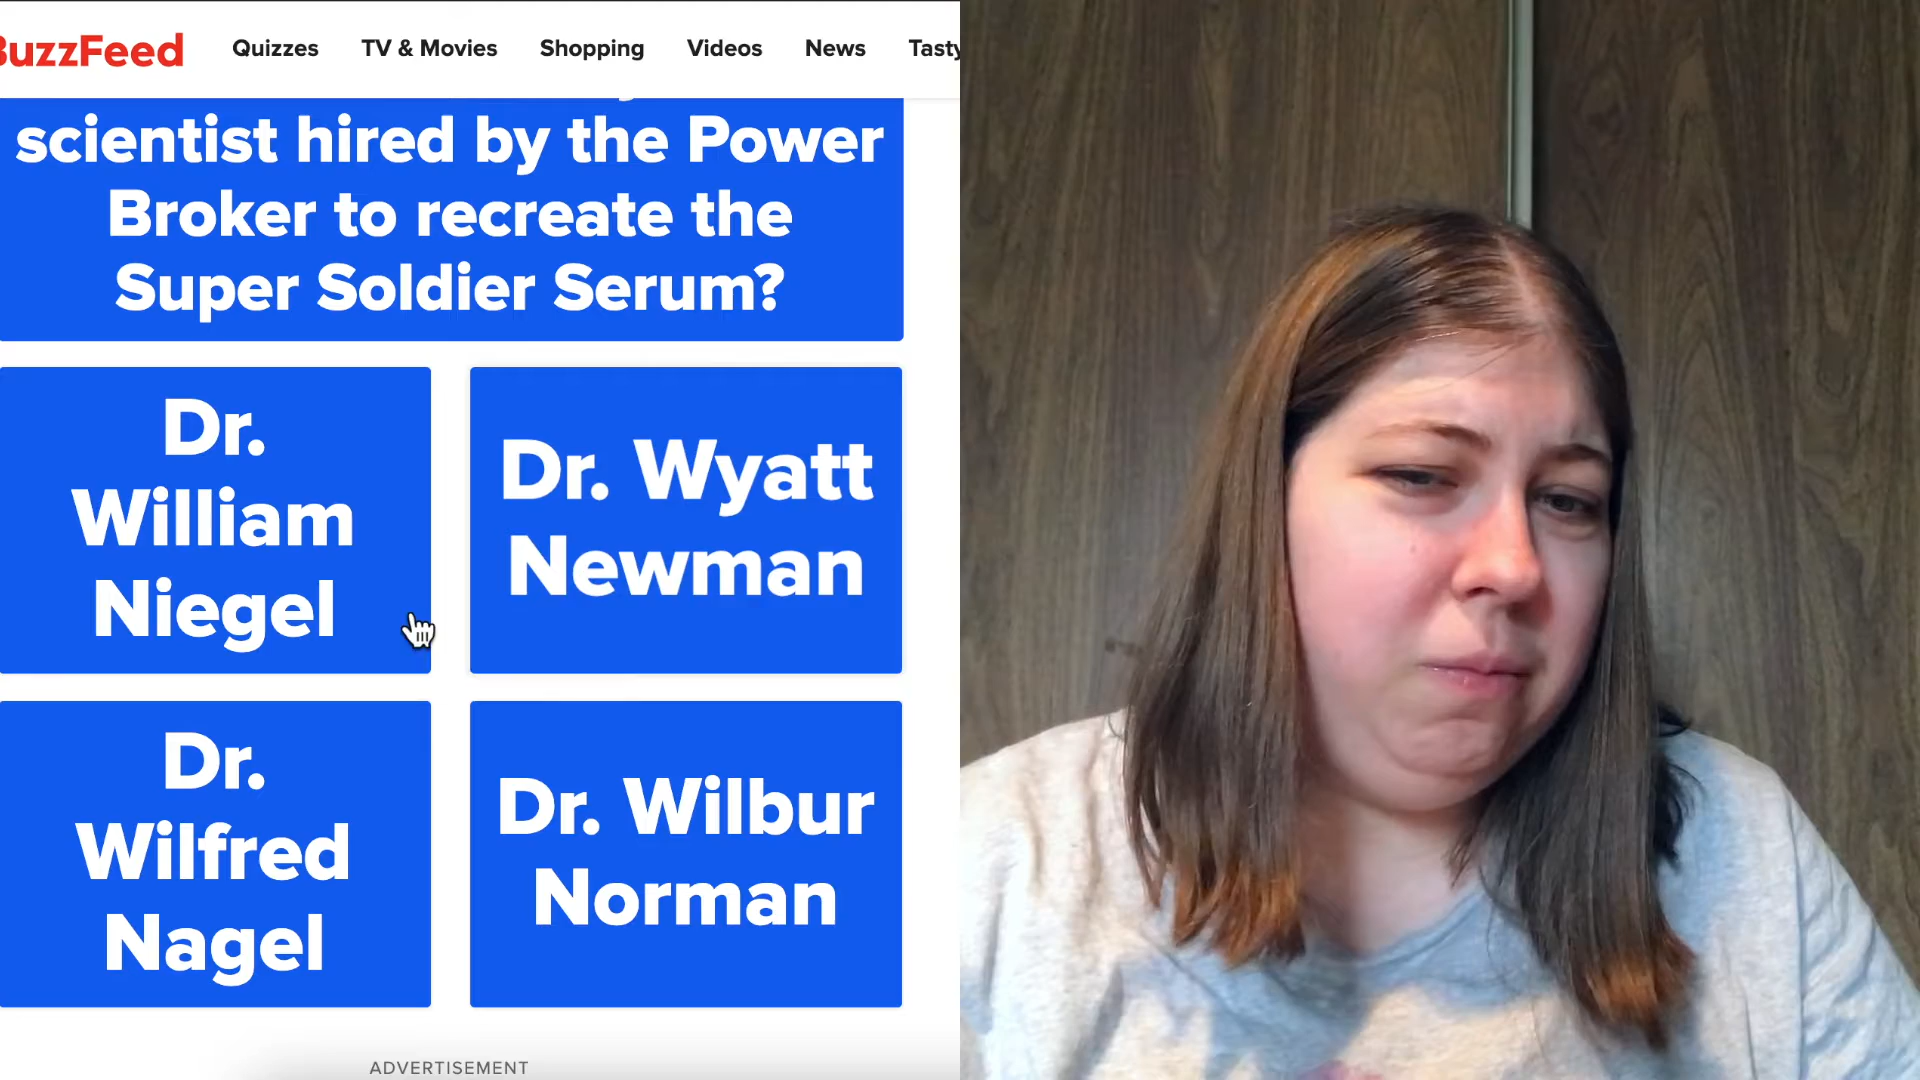 BuzzFeed Quizzes TV & Movies Shopping Videos News Tasty
scientist hired by the Power
Broker to recreate the
Super Soldier Serum?
Dr.
William
Niegel
Dr. Wyatt
Newman
Dr.
Wilfred
Nagel
Dr. Wilbur
Norman
ADVERTISEMENT